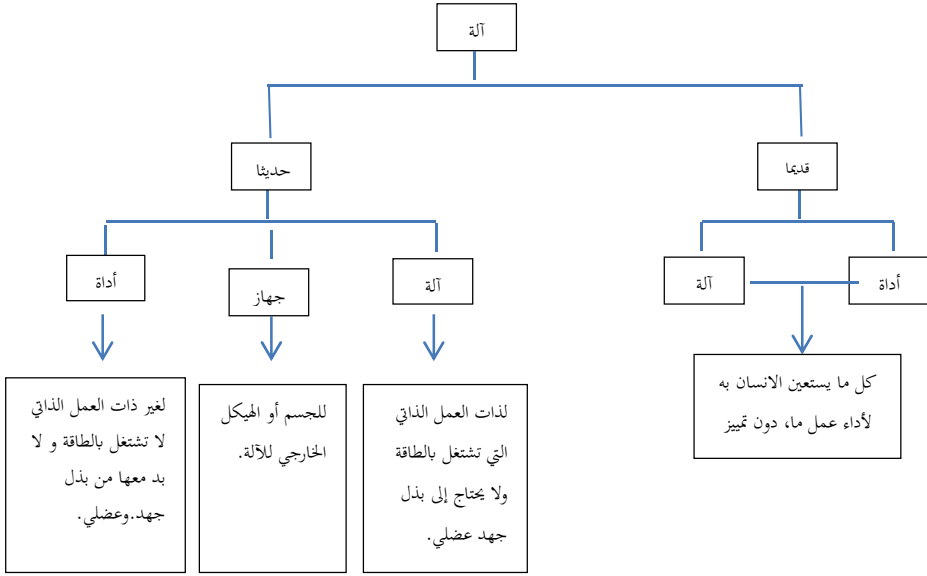 آلة
قديما
حديثا
أداة
آلة
آلة
جهاز
أداة
كل ما يستعين الانسان به
لأداء عمل ما، دون تمييز
لذات العمل الذاتي
التي تشتغل بالطاقة
ولا يحتاج إلى بذل
جهد عضلي.
للجسم أو الهيكل
الخارجي للآلة.
لغير ذات العمل الذاتي
لا تشتغل بالطاقة و لا
بد معها من بذل
جهد.وعضلي.